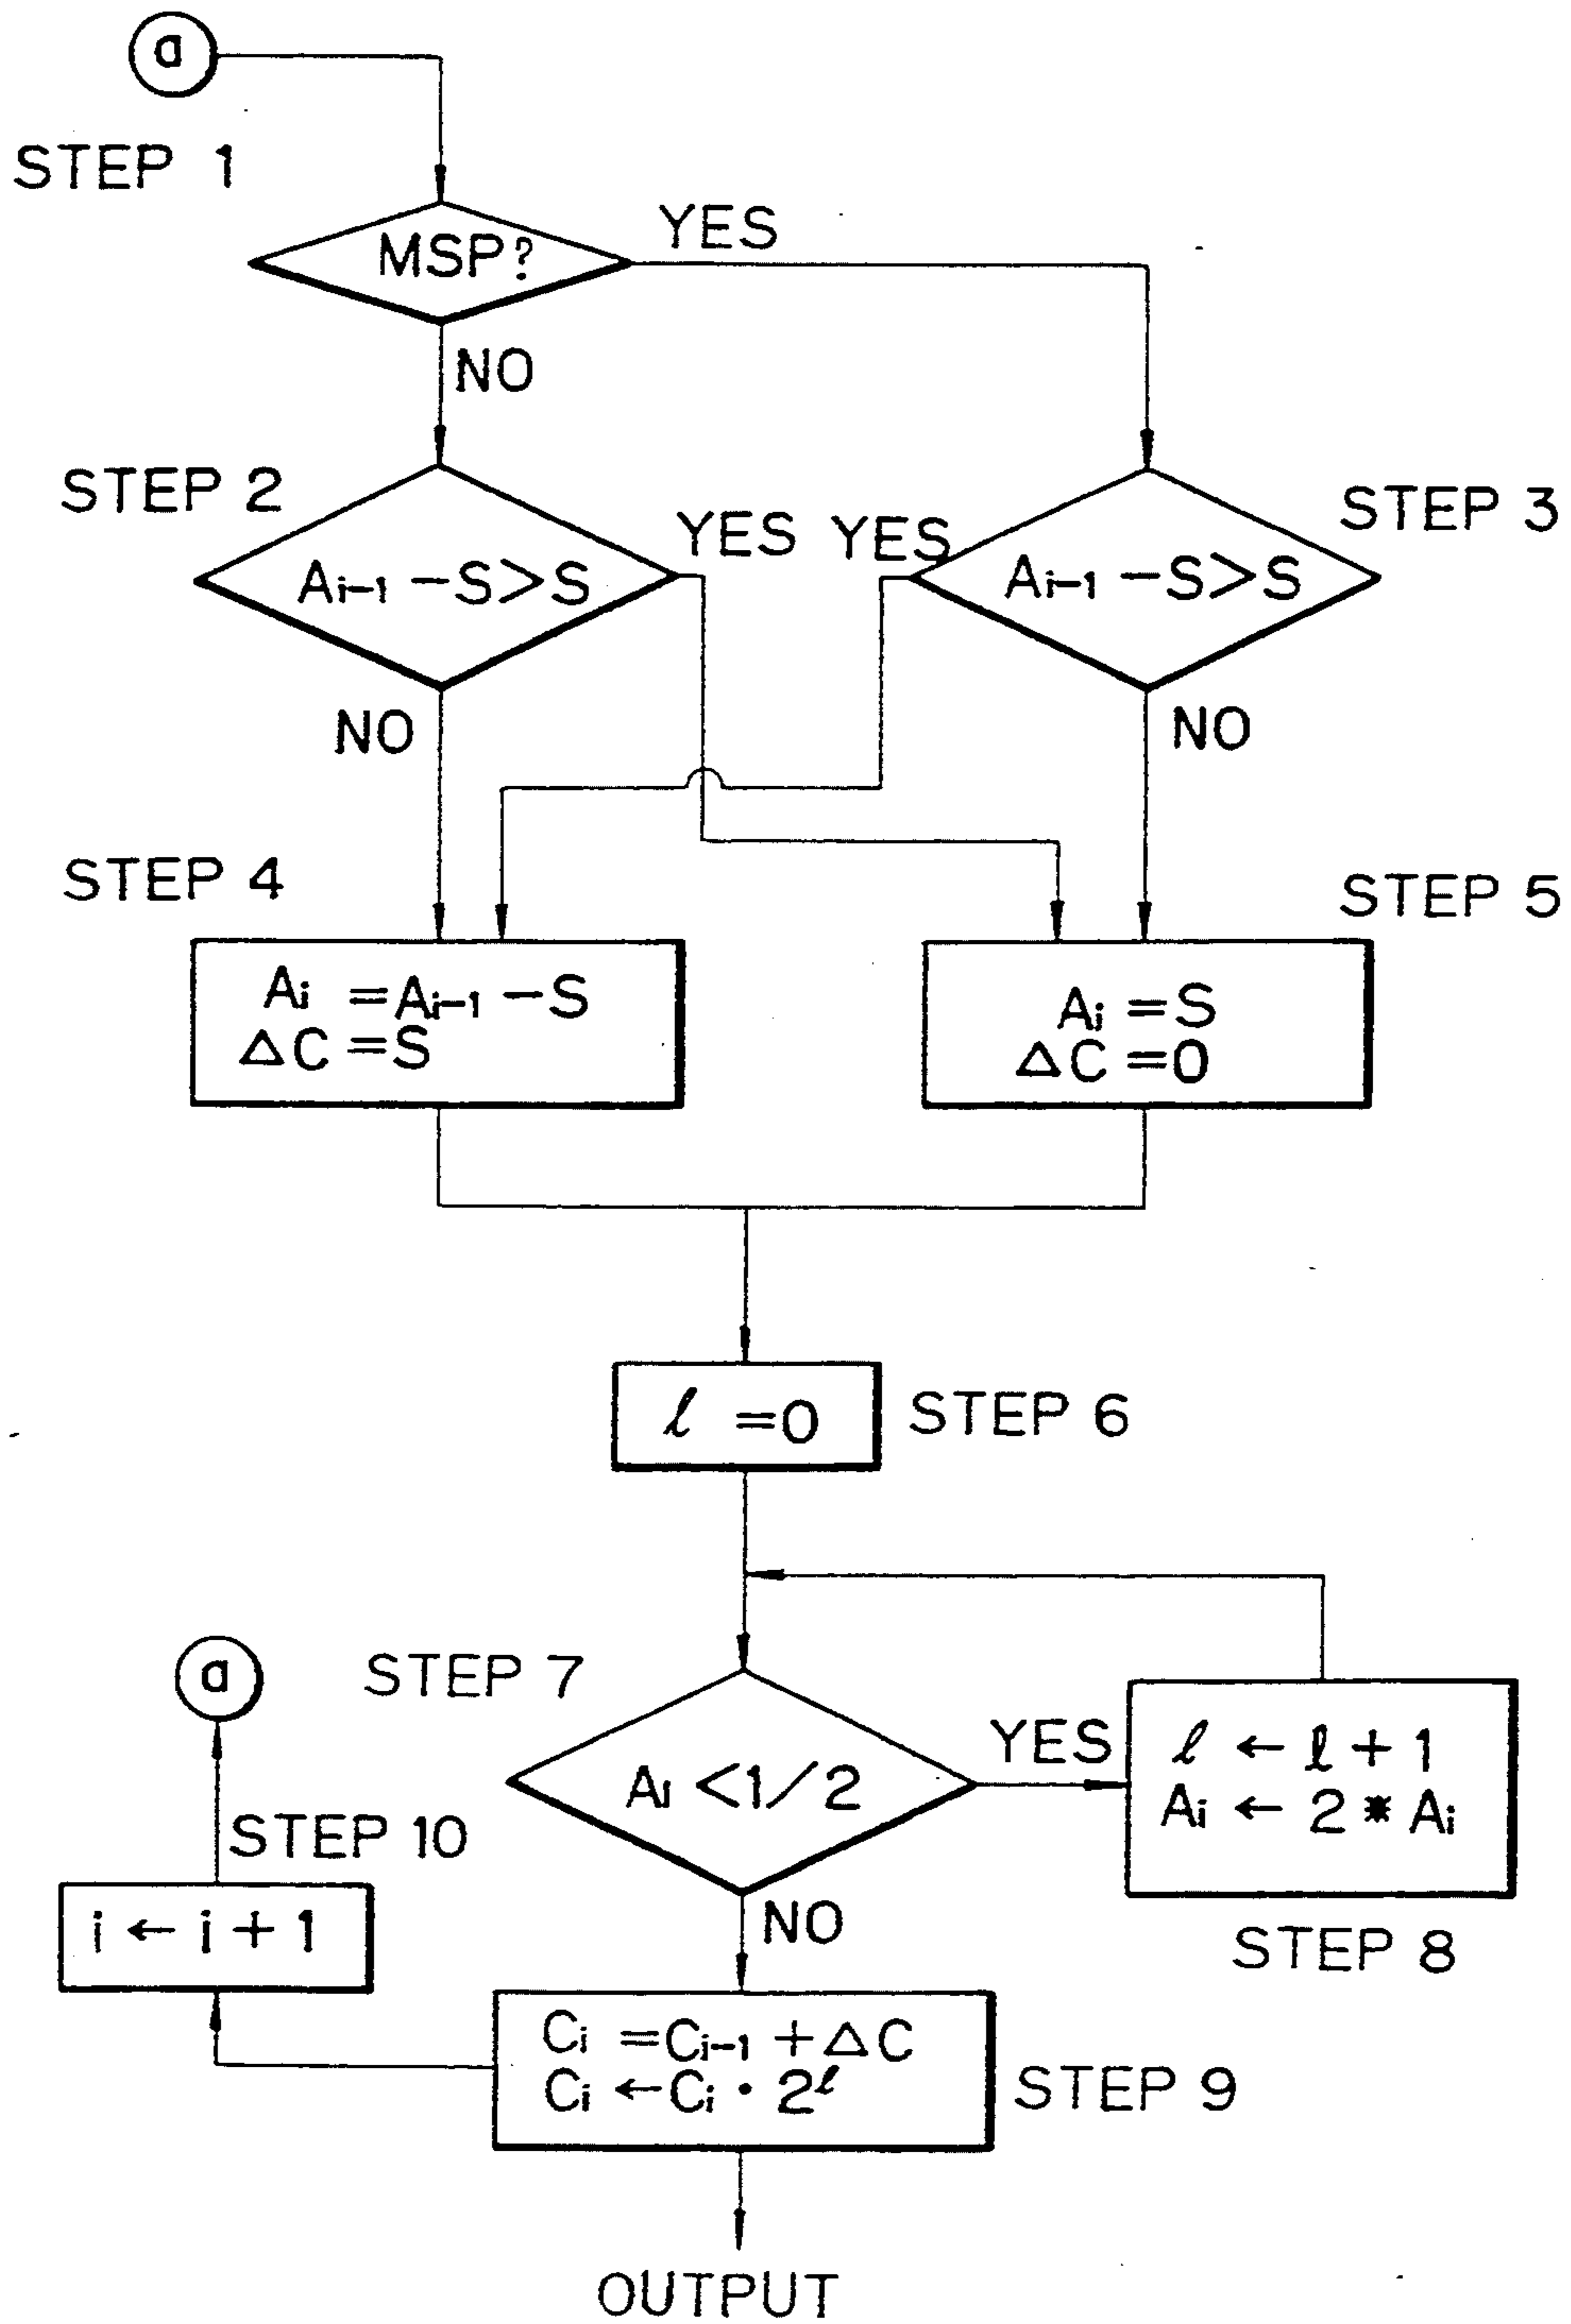 a
STEP 1
MSP?
YES
NO
STEP 2
YES
YES
STEP 3
Ai-1 -S>S
Ai-1 -S>S
NO
NO
STEP 4
STEP 5
Ai =Ai-1 -S
ΔC =S
Ai =S
ΔC =0
ℓ =0
STEP 6
a
STEP 7
YES
ℓ ← ℓ + 1
Ai ← 2 * Ai
Ai <1/2
STEP 10
i ← i + 1
NO
STEP 8
Ci =Ci-1 +ΔC
Ci ←Ci · 2^ℓ
STEP 9
OUTPUT